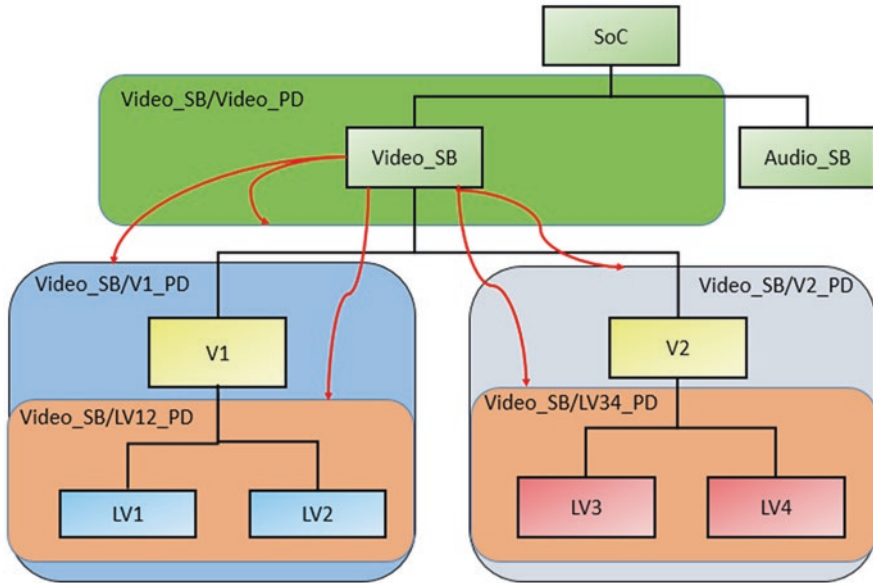 SoC
Video_SB/Video_PD
Video_SB
Audio_SB
Video_SB/V1_PD
Video_SB/V2_PD
V1
V2
Video_SB/LV12_PD
Video_SB/LV34_PD
LV1
LV2
LV3
LV4